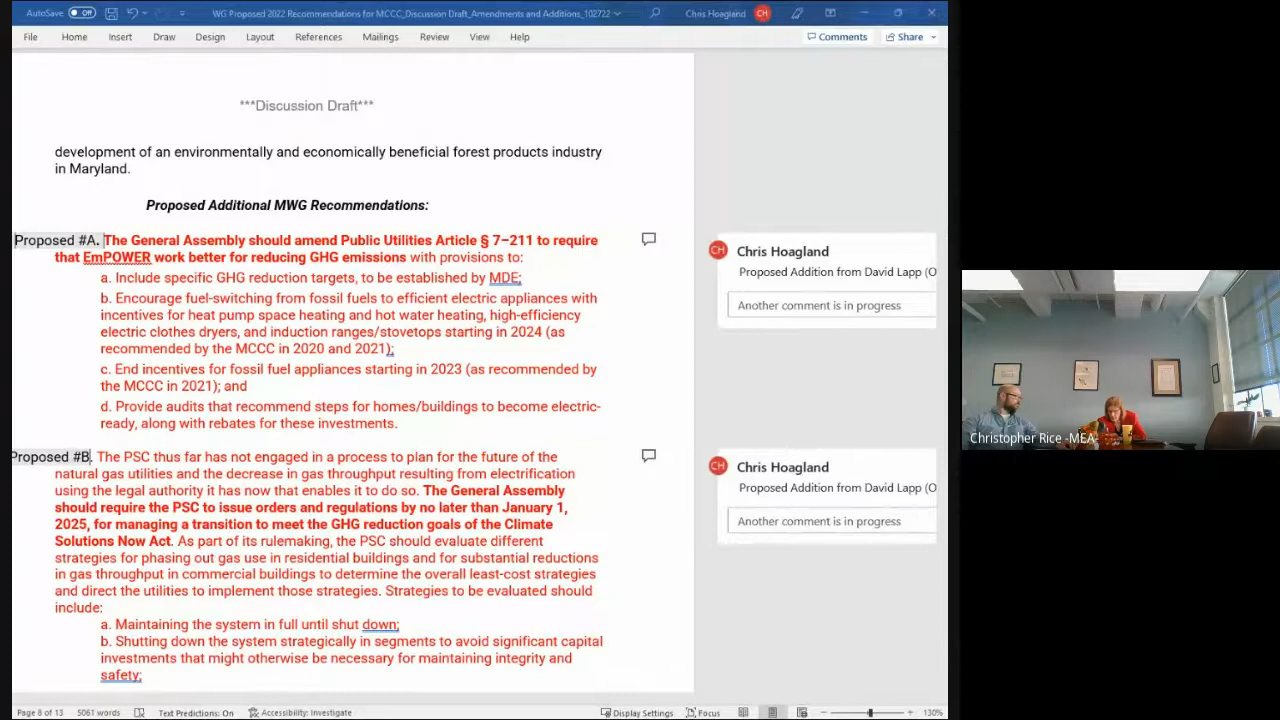 AutoSave Off WG Proposed 2022 Recommendations for MCCC_Discussion Draft_Amendments and Additions_102722 Chris Hoagland CH
File Home Insert Draw Design Layout References Mailings Review View Help Comments Share
***Discussion Draft***
development of an environmentally and economically beneficial forest products industry
in Maryland.
Proposed Additional MWG Recommendations:
Proposed #A. The General Assembly should amend Public Utilities Article § 7–211 to require
that EmPOWER work better for reducing GHG emissions with provisions to:
a. Include specific GHG reduction targets, to be established by MDE;
b. Encourage fuel-switching from fossil fuels to efficient electric appliances with
incentives for heat pump space heating and hot water heating, high-efficiency
electric clothes dryers, and induction ranges/stovetops starting in 2024 (as
recommended by the MCCC in 2020 and 2021);
c. End incentives for fossil fuel appliances starting in 2023 (as recommended by
the MCCC in 2021); and
d. Provide audits that recommend steps for homes/buildings to become electric-
ready, along with rebates for these investments.
Proposed #B. The PSC thus far has not engaged in a process to plan for the future of the
natural gas utilities and the decrease in gas throughput resulting from electrification
using the legal authority it has now that enables it to do so. The General Assembly
should require the PSC to issue orders and regulations by no later than January 1,
2025, for managing a transition to meet the GHG reduction goals of the Climate
Solutions Now Act. As part of its rulemaking, the PSC should evaluate different
strategies for phasing out gas use in residential buildings and for substantial reductions
in gas throughput in commercial buildings to determine the overall least-cost strategies
and direct the utilities to implement those strategies. Strategies to be evaluated should
include:
a. Maintaining the system in full until shut down;
b. Shutting down the system strategically in segments to avoid significant capital
investments that might otherwise be necessary for maintaining integrity and
safety;
CH Chris Hoagland
Proposed Addition from David Lapp (O
Another comment is in progress
CH Chris Hoagland
Proposed Addition from David Lapp (O
Another comment is in progress
Christopher Rice -MEA-
Page 8 of 13 5061 words Text Predictions: On Accessibility: Investigate Display Settings Focus 130%